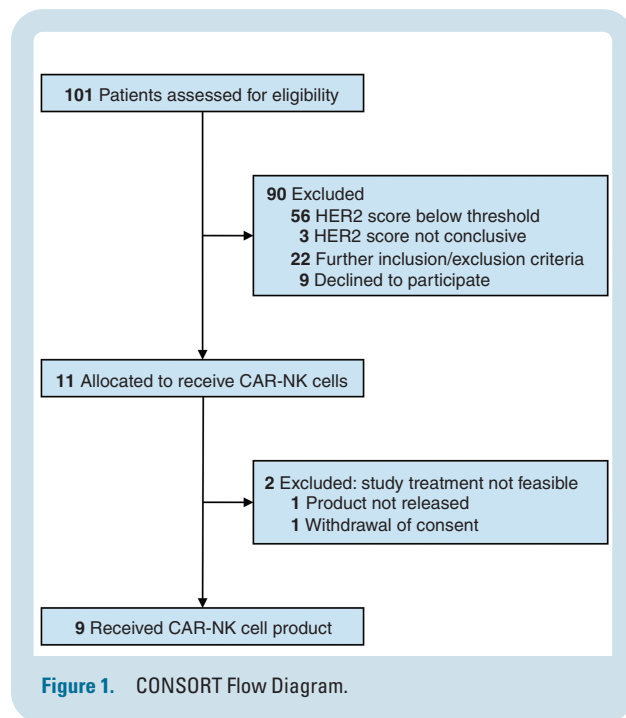 101 Patients assessed for eligibility
90 Excluded
56 HER2 score below threshold
3 HER2 score not conclusive
22 Further inclusion/exclusion criteria
9 Declined to participate
11 Allocated to receive CAR-NK cells
2 Excluded: study treatment not feasible
1 Product not released
1 Withdrawal of consent
9 Received CAR-NK cell product
Figure 1. CONSORT Flow Diagram.